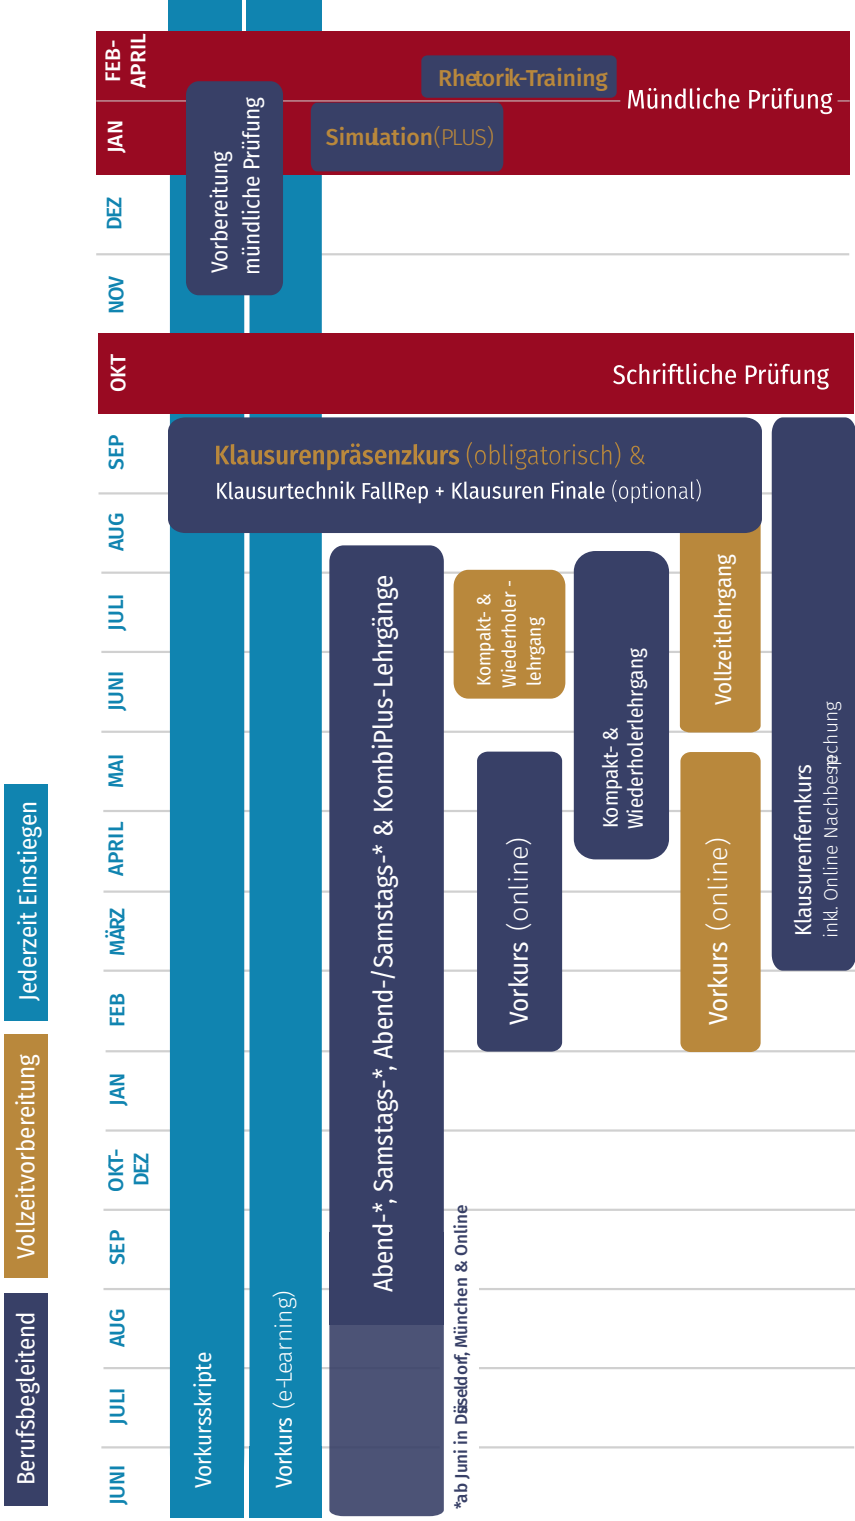 FEB-
APRIL
Rhetorik-Training
Mündliche Prüfung
JAN
Simulation(PLUS)
Vorbereitung
mündliche Prüfung
DEZ
NOV
OKT
Schriftliche Prüfung
SEP
Klausurenpräsenzkurs (obligatorisch) &
Klausurtechnik FallRep + Klausuren Finale (optional)
AUG
JULI
JUNI
MAI
APRIL
MÄRZ
FEB
JAN
OKT-
DEZ
SEP
AUG
JULI
JUNI
Vorkursskripte
Vorkurs (e-Learning)
Abend-*, Samstags-*, Abend-/Samstags-* & KombiPlus-Lehrgänge
*ab Juni in Düsseldorf, München & Online
Kompakt- &
Wiederholer -
lehrgang
Vorkurs (online)
Kompakt- &
Wiederholerlehrgang
Vollzeitlehrgang
Vorkurs (online)
Klausurenfernkurs
inkl. Online Nachbesprechung
Jederzeit Einstiegen
Vollzeitvorbereitung
Berufsbegleitend